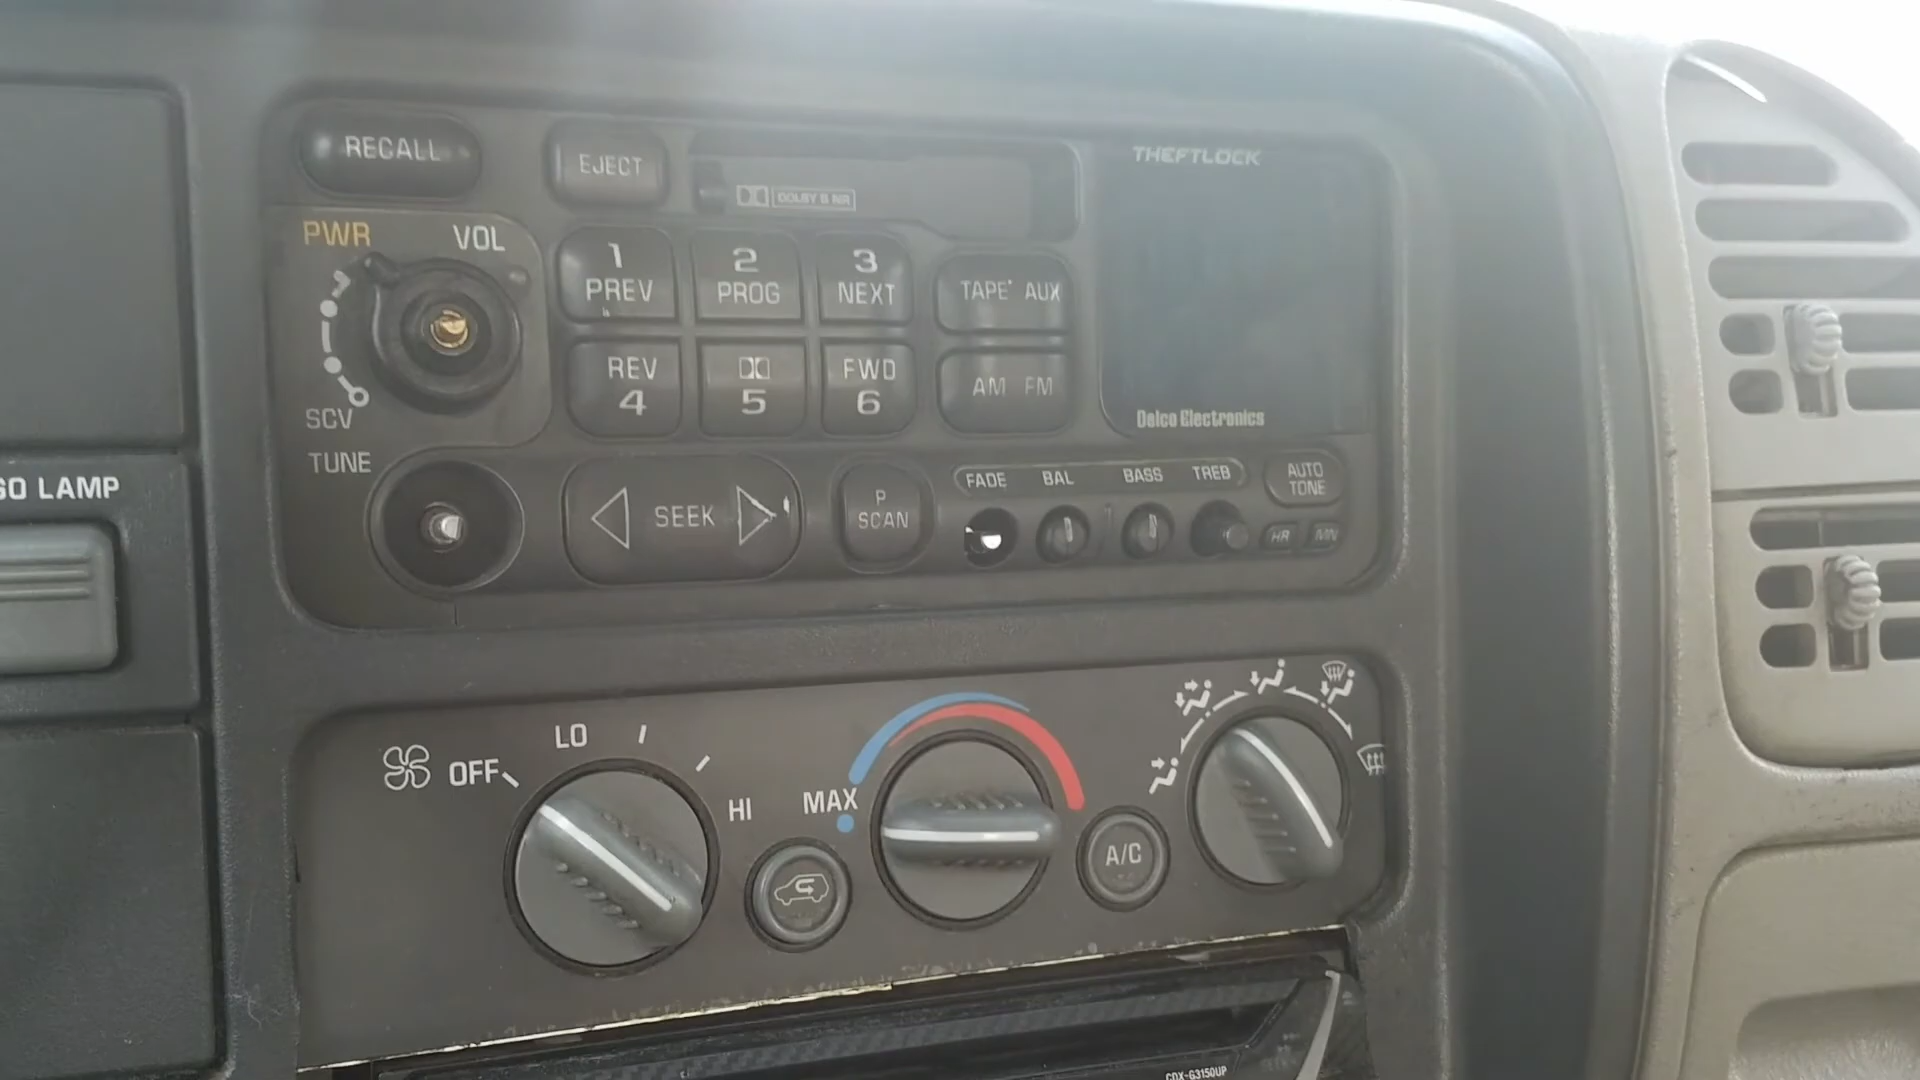 RECALL
EJECT
DOLBY B NR
THEFTLOCK
PWR VOL
1 PREV
2 PROG
3 NEXT
TAPE AUX
REV 4
5
FWD 6
AM FM
SCV
Delco Electronics
TUNE
SEEK
P SCAN
FADE BAL BASS TREB
AUTO TONE
HR MN
GO LAMP
OFF LO HI
MAX
A/C
CDX-G3150UP